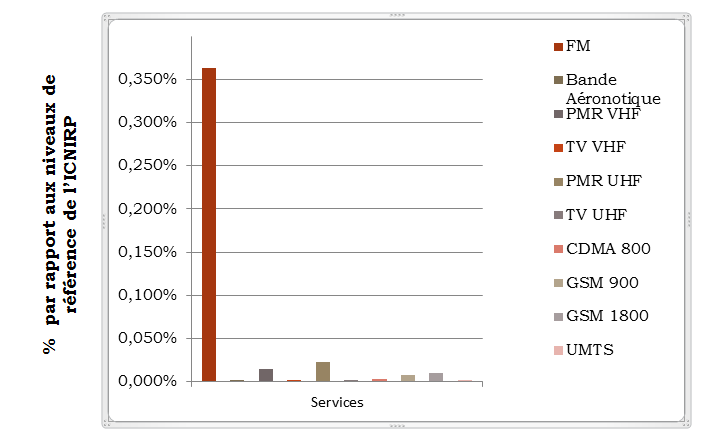 % par rapport aux niveaux de
référence de l'ICNIRP
0,350%
0,300%
0,250%
0,200%
0,150%
0,100%
0,050%
0,000%
Services
FM
Bande
Aéronotique
PMR VHF
TV VHF
PMR UHF
TV UHF
CDMA 800
GSM 900
GSM 1800
UMTS